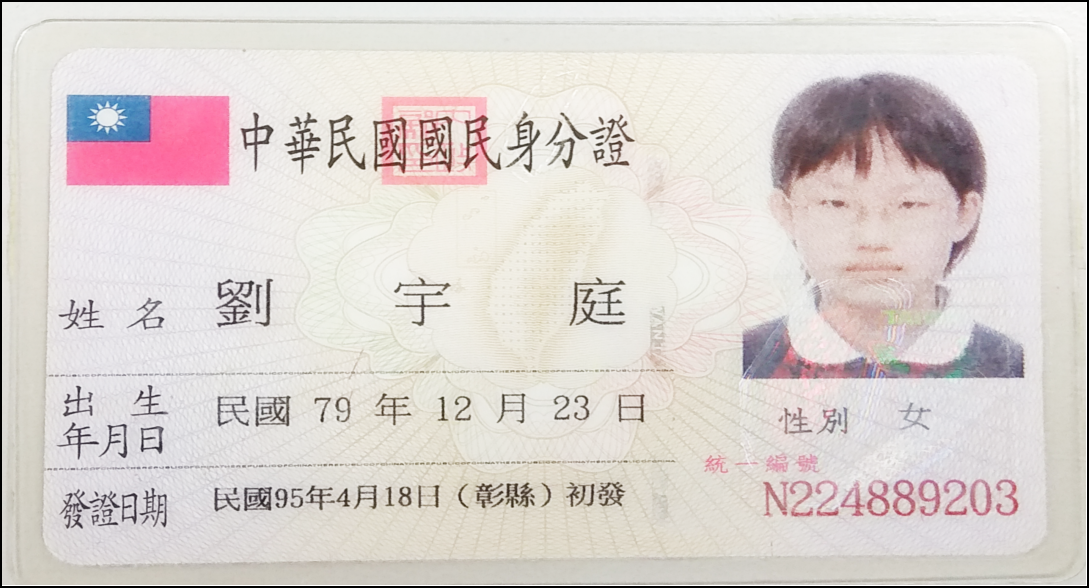 中華民國國民身分證
姓名 劉宇庭
出生年月日 民國 79 年 12 月 23 日
發證日期 民國95年4月18日（彰縣）初發
性別 女
統一編號
N224889203